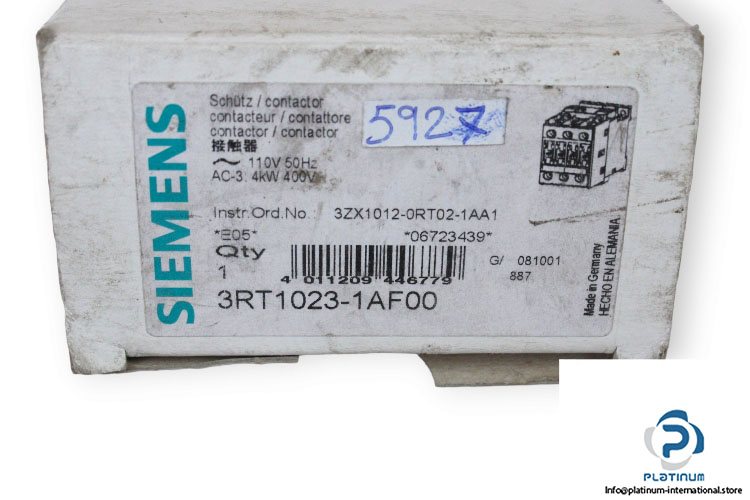 SIEMENS
Schütz / contactor
contacteur / contattore
contactor / contactor
接触器
~ 110V 50Hz
AC-3: 4kW 400V
5927
Instr.Ord.No.: 3ZX1012-0RT02-1AA1
*E05* *06723439*
Qty
1
4 011209 446779
G/ 081001
887
3RT1023-1AF00
Made in Germany
HECHO EN ALEMANIA
PLATINUM
Info@platinum-international.store